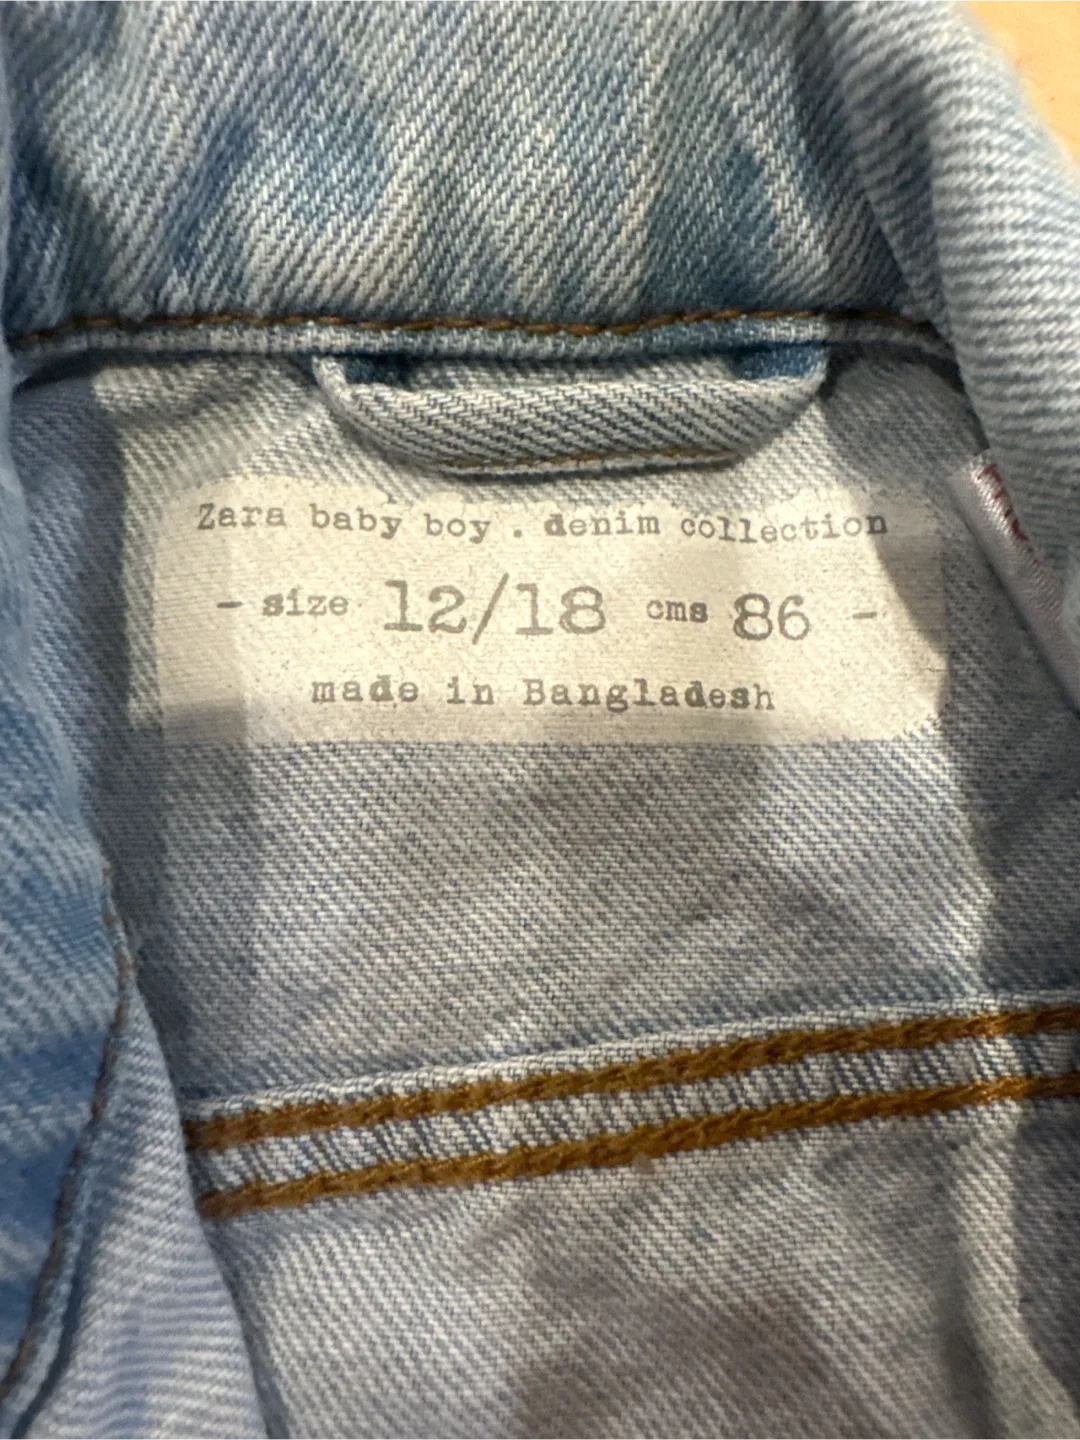 Zara baby boy . denim collection
- size 12/18 cms 86 -
made in Bangladesh